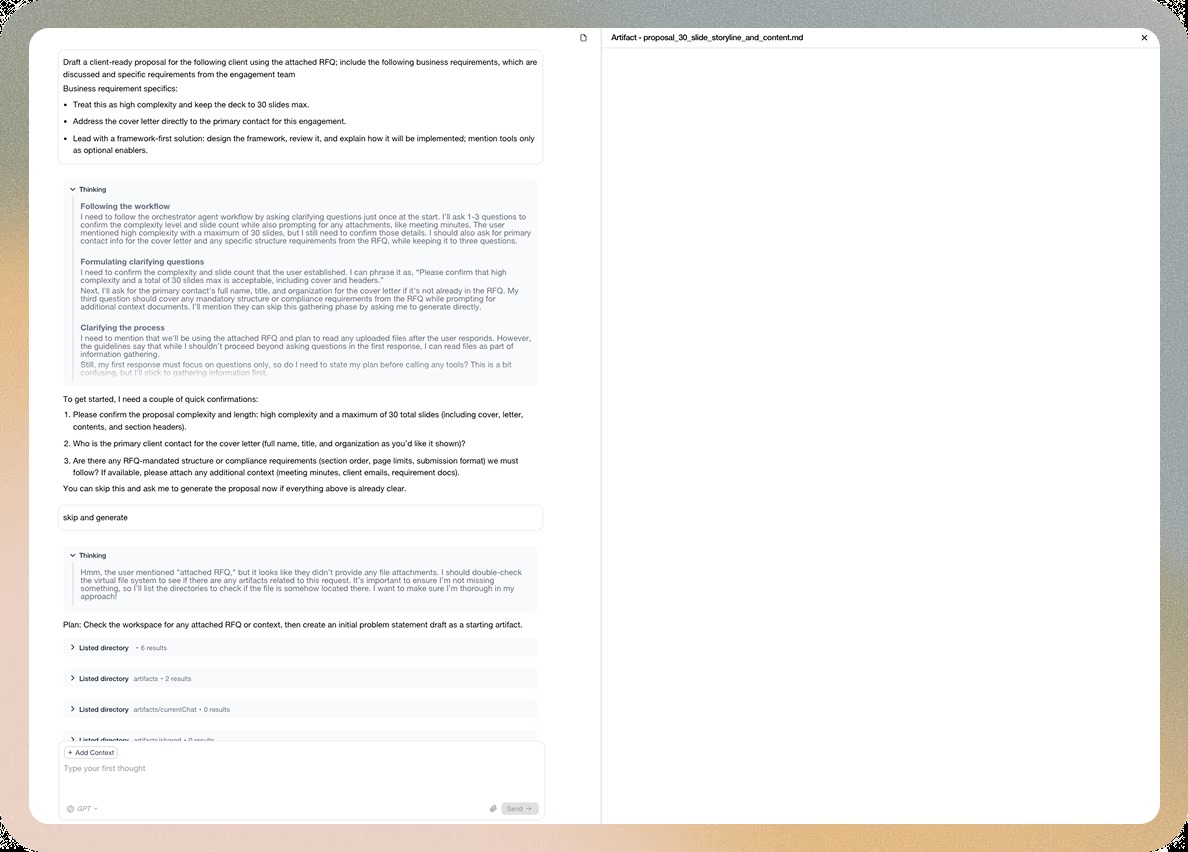 Artifact - proposal_30_slide_storyline_and_content.md
Draft a client-ready proposal for the following client using the attached RFQ; include the following business requirements, which are
discussed and specific requirements from the engagement team
Business requirement specifics:
• Treat this as high complexity and keep the deck to 30 slides max.
• Address the cover letter directly to the primary contact for this engagement.
• Lead with a framework-first solution: design the framework, review it, and explain how it will be implemented; mention tools only
as optional enablers.
Thinking
Following the workflow
I need to follow the orchestrator agent workflow by asking clarifying questions just once at the start. I'll ask 1-3 questions to
confirm the complexity level and slide count while also prompting for any attachments, like meeting minutes. The user
mentioned high complexity with a maximum of 30 slides, but I still need to confirm those details. I should also ask for primary
contact info for the cover letter and any specific structure requirements from the RFQ, while keeping it to three questions.
Formulating clarifying questions
I need to confirm the complexity and slide count that the user established. I can phrase it as, "Please confirm that high
complexity and a total of 30 slides max is acceptable, including cover and headers."
Next, I'll ask for the primary contact's full name, title, and organization for the cover letter if it's not already in the RFQ. My
third question should cover any mandatory structure or compliance requirements from the RFQ while prompting for
additional context documents. I'll mention they can skip this gathering phase by asking me to generate directly.
Clarifying the process
I need to mention that we'll be using the attached RFQ and plan to read any uploaded files after the user responds. However,
the guidelines say that while I shouldn't proceed beyond asking questions in the first response, I can read files as part of
information gathering.
Still, my first response must focus on questions only, so do I need to state my plan before calling any tools? This is a bit
confusing, but I'll stick to gathering information first.
To get started, I need a couple of quick confirmations:
1. Please confirm the proposal complexity and length: high complexity and a maximum of 30 total slides (including cover, letter,
contents, and section headers).
2. Who is the primary client contact for the cover letter (full name, title, and organization as you'd like it shown)?
3. Are there any RFQ-mandated structure or compliance requirements (section order, page limits, submission format) we must
follow? If available, please attach any additional context (meeting minutes, client emails, requirement docs).
You can skip this and ask me to generate the proposal now if everything above is already clear.
skip and generate
Thinking
Hmm, the user mentioned "attached RFQ," but it looks like they didn't provide any file attachments. I should double-check
the virtual file system to see if there are any artifacts related to this request. It's important to ensure I'm not missing
something, so I'll list the directories to check if the file is somehow located there. I want to make sure I'm thorough in my
approach!
Plan: Check the workspace for any attached RFQ or context, then create an initial problem statement draft as a starting artifact.
Listed directory • 6 results
Listed directory artifacts • 2 results
Listed directory artifacts/currentChat • 0 results
Listed directory artifacts/shared • 0 results
+ Add Context
Type your first thought
GPT
Send →